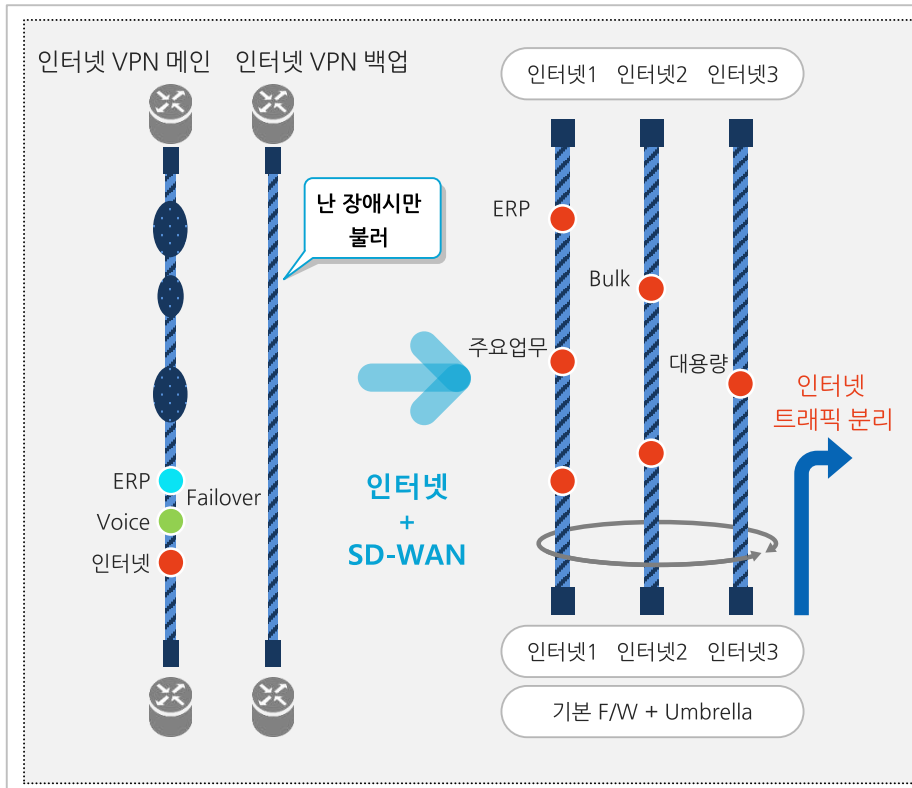 인터넷 VPN 메인
인터넷 VPN 백업
난 장애시만
불러
ERP
Failover
Voice
인터넷
인터넷
+
SD-WAN
인터넷1 인터넷2 인터넷3
ERP
Bulk
주요업무
대용량
인터넷
트래픽 분리
인터넷1 인터넷2 인터넷3
기본 F/W + Umbrella